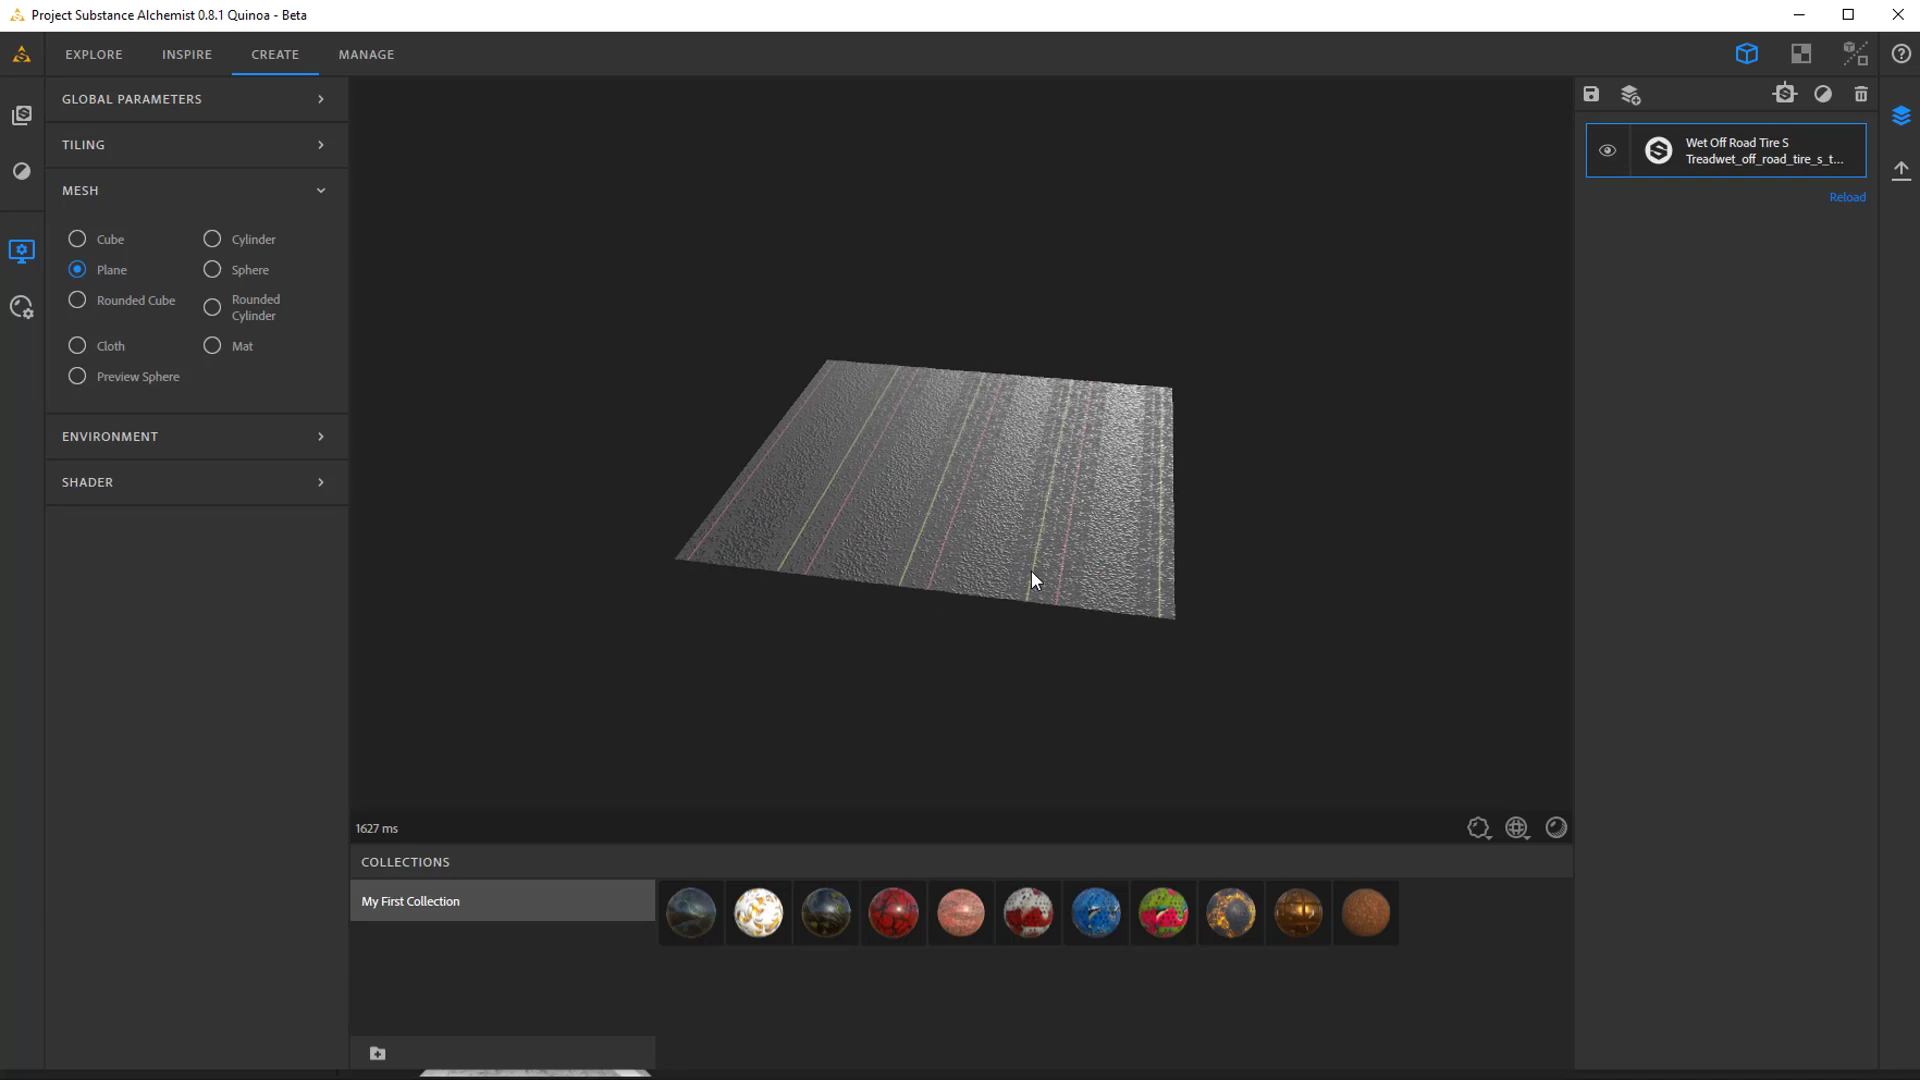 Project Substance Alchemist 0.8.1 Quinoa - Beta
EXPLORE INSPIRE CREATE MANAGE
GLOBAL PARAMETERS
TILING
MESH
Cube Cylinder
Plane Sphere
Rounded Cube Rounded
Cylinder
Cloth Mat
Preview Sphere
ENVIRONMENT
SHADER
Wet Off Road Tire S
Treadwet_off_road_tire_s_t...
Reload
1627 ms
COLLECTIONS
My First Collection